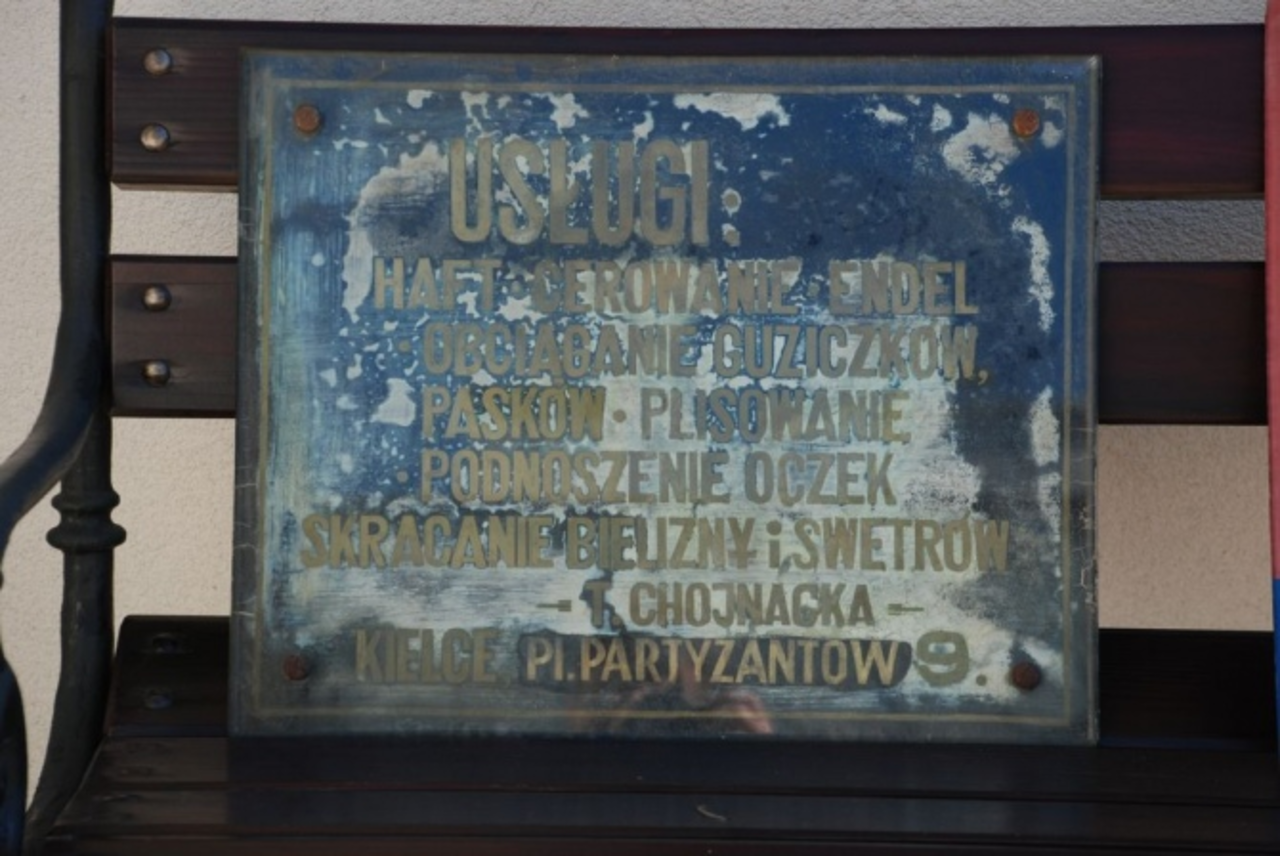 USŁUGI:
HAFT · CEROWANIE · ENDEL
· OBCIĄGANIE GUZICZKÓW,
PASKÓW · PLISOWANIE
· PODNOSZENIE OCZEK
SKRACANIE BIELIZNY i SWETRÓW
- T. CHOJNACKA -
KIELCE, Pl. PARTYZANTÓW 9.